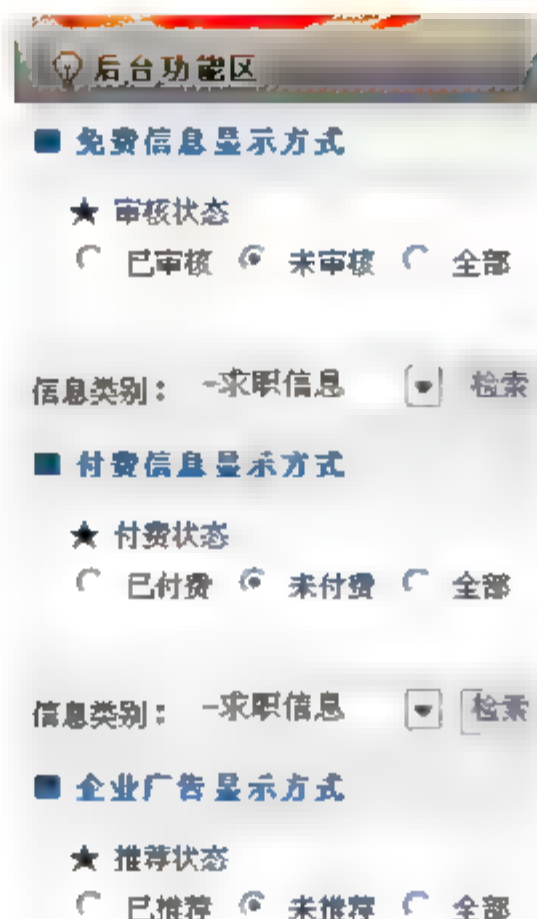 后台功能区
免费信息显示方式
★ 审核状态
已审核 未审核 全部
信息类别： -求职信息 检索
付费信息显示方式
★ 付费状态
已付费 未付费 全部
信息类别： -求职信息 检索
企业广告显示方式
★ 推荐状态
已推荐 未推荐 全部